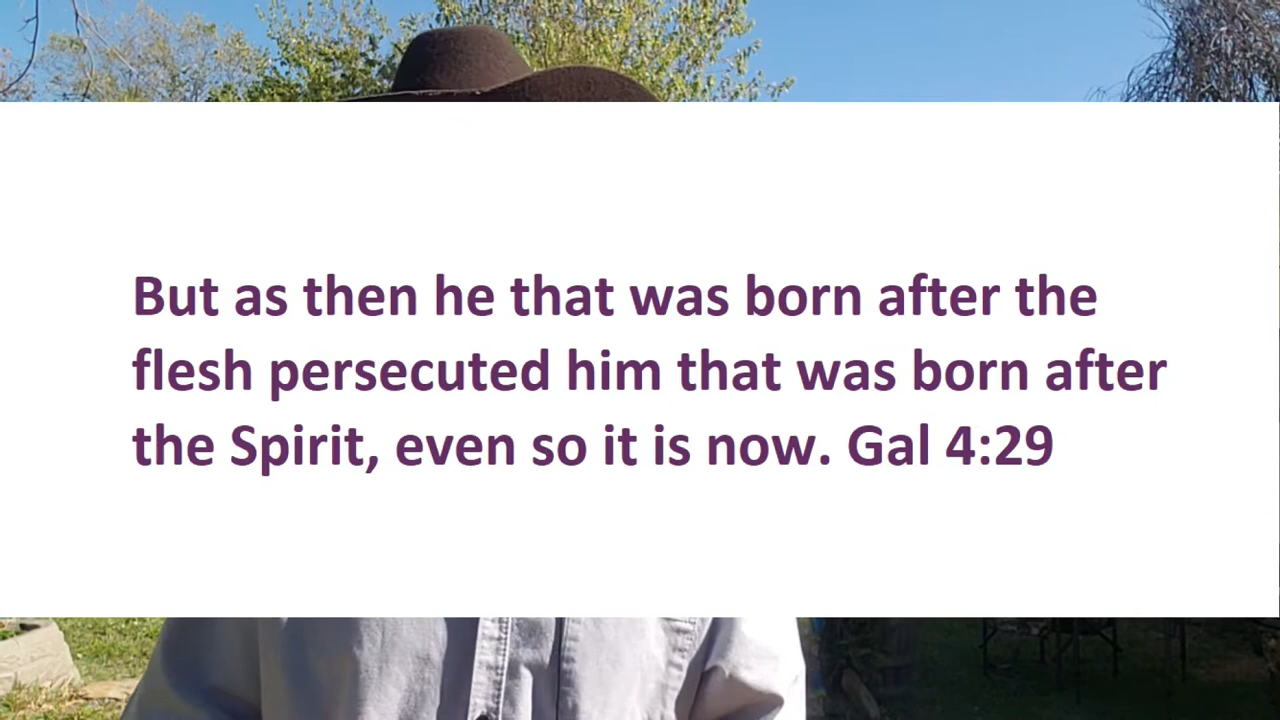 But as then he that was born after the
flesh persecuted him that was born after
the Spirit, even so it is now. Gal 4:29